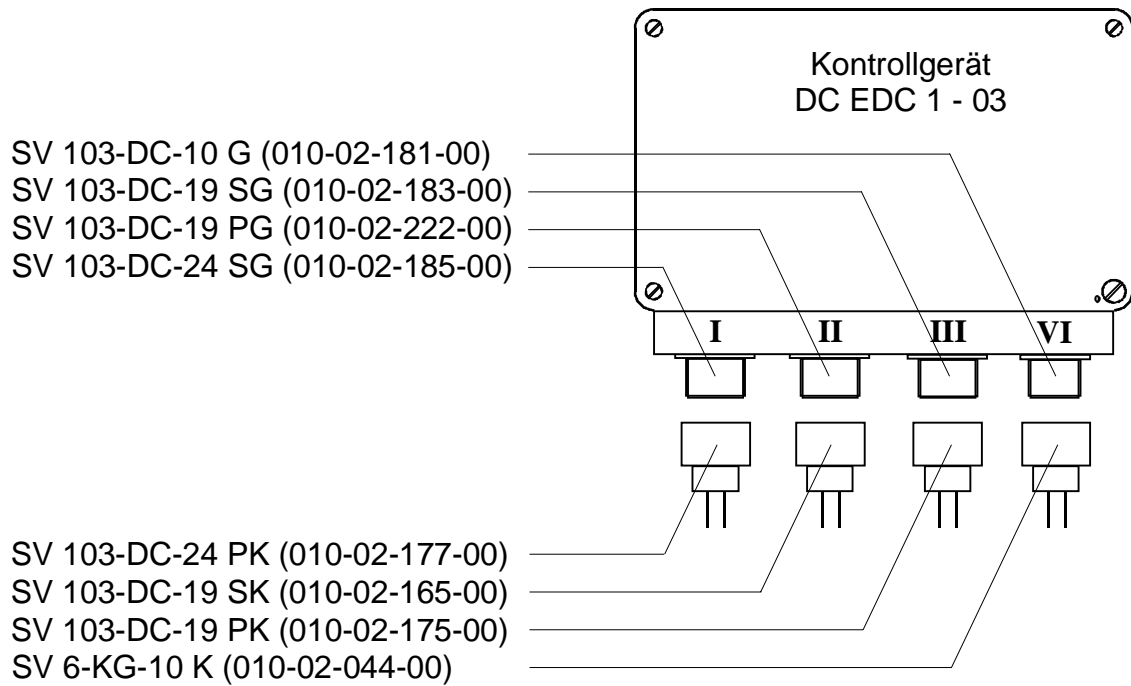 Kontrollgerät
DC EDC 1 - 03
SV 103-DC-10 G (010-02-181-00)
SV 103-DC-19 SG (010-02-183-00)
SV 103-DC-19 PG (010-02-222-00)
SV 103-DC-24 SG (010-02-185-00)
I II III VI
SV 103-DC-24 PK (010-02-177-00)
SV 103-DC-19 SK (010-02-165-00)
SV 103-DC-19 PK (010-02-175-00)
SV 6-KG-10 K (010-02-044-00)